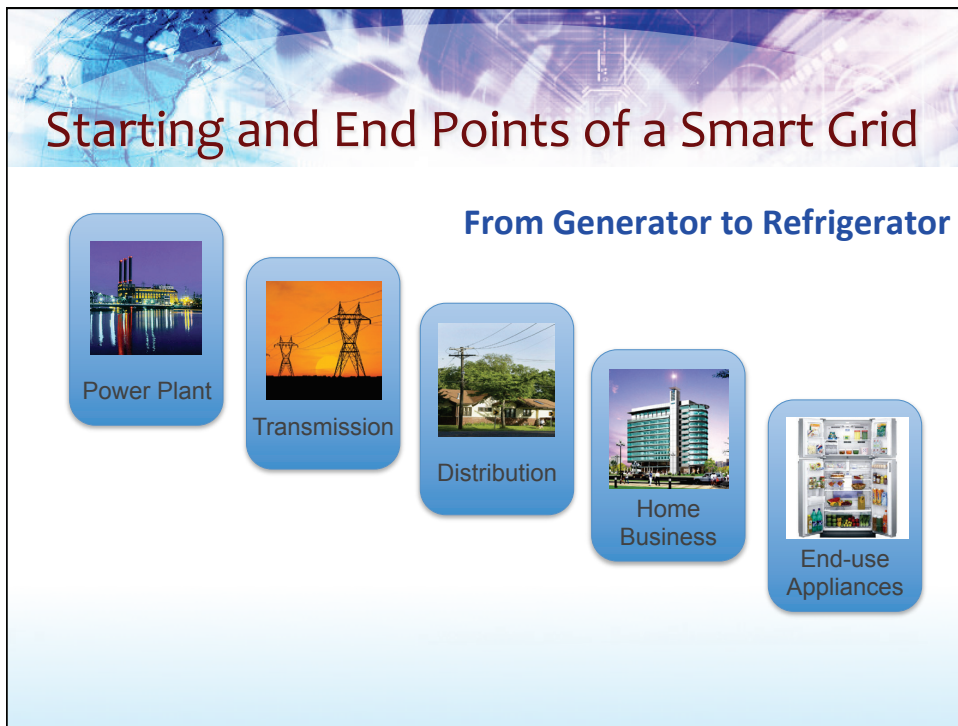 Starting and End Points of a Smart Grid
From Generator to Refrigerator
Power Plant
Transmission
Distribution
Home
Business
End-use
Appliances